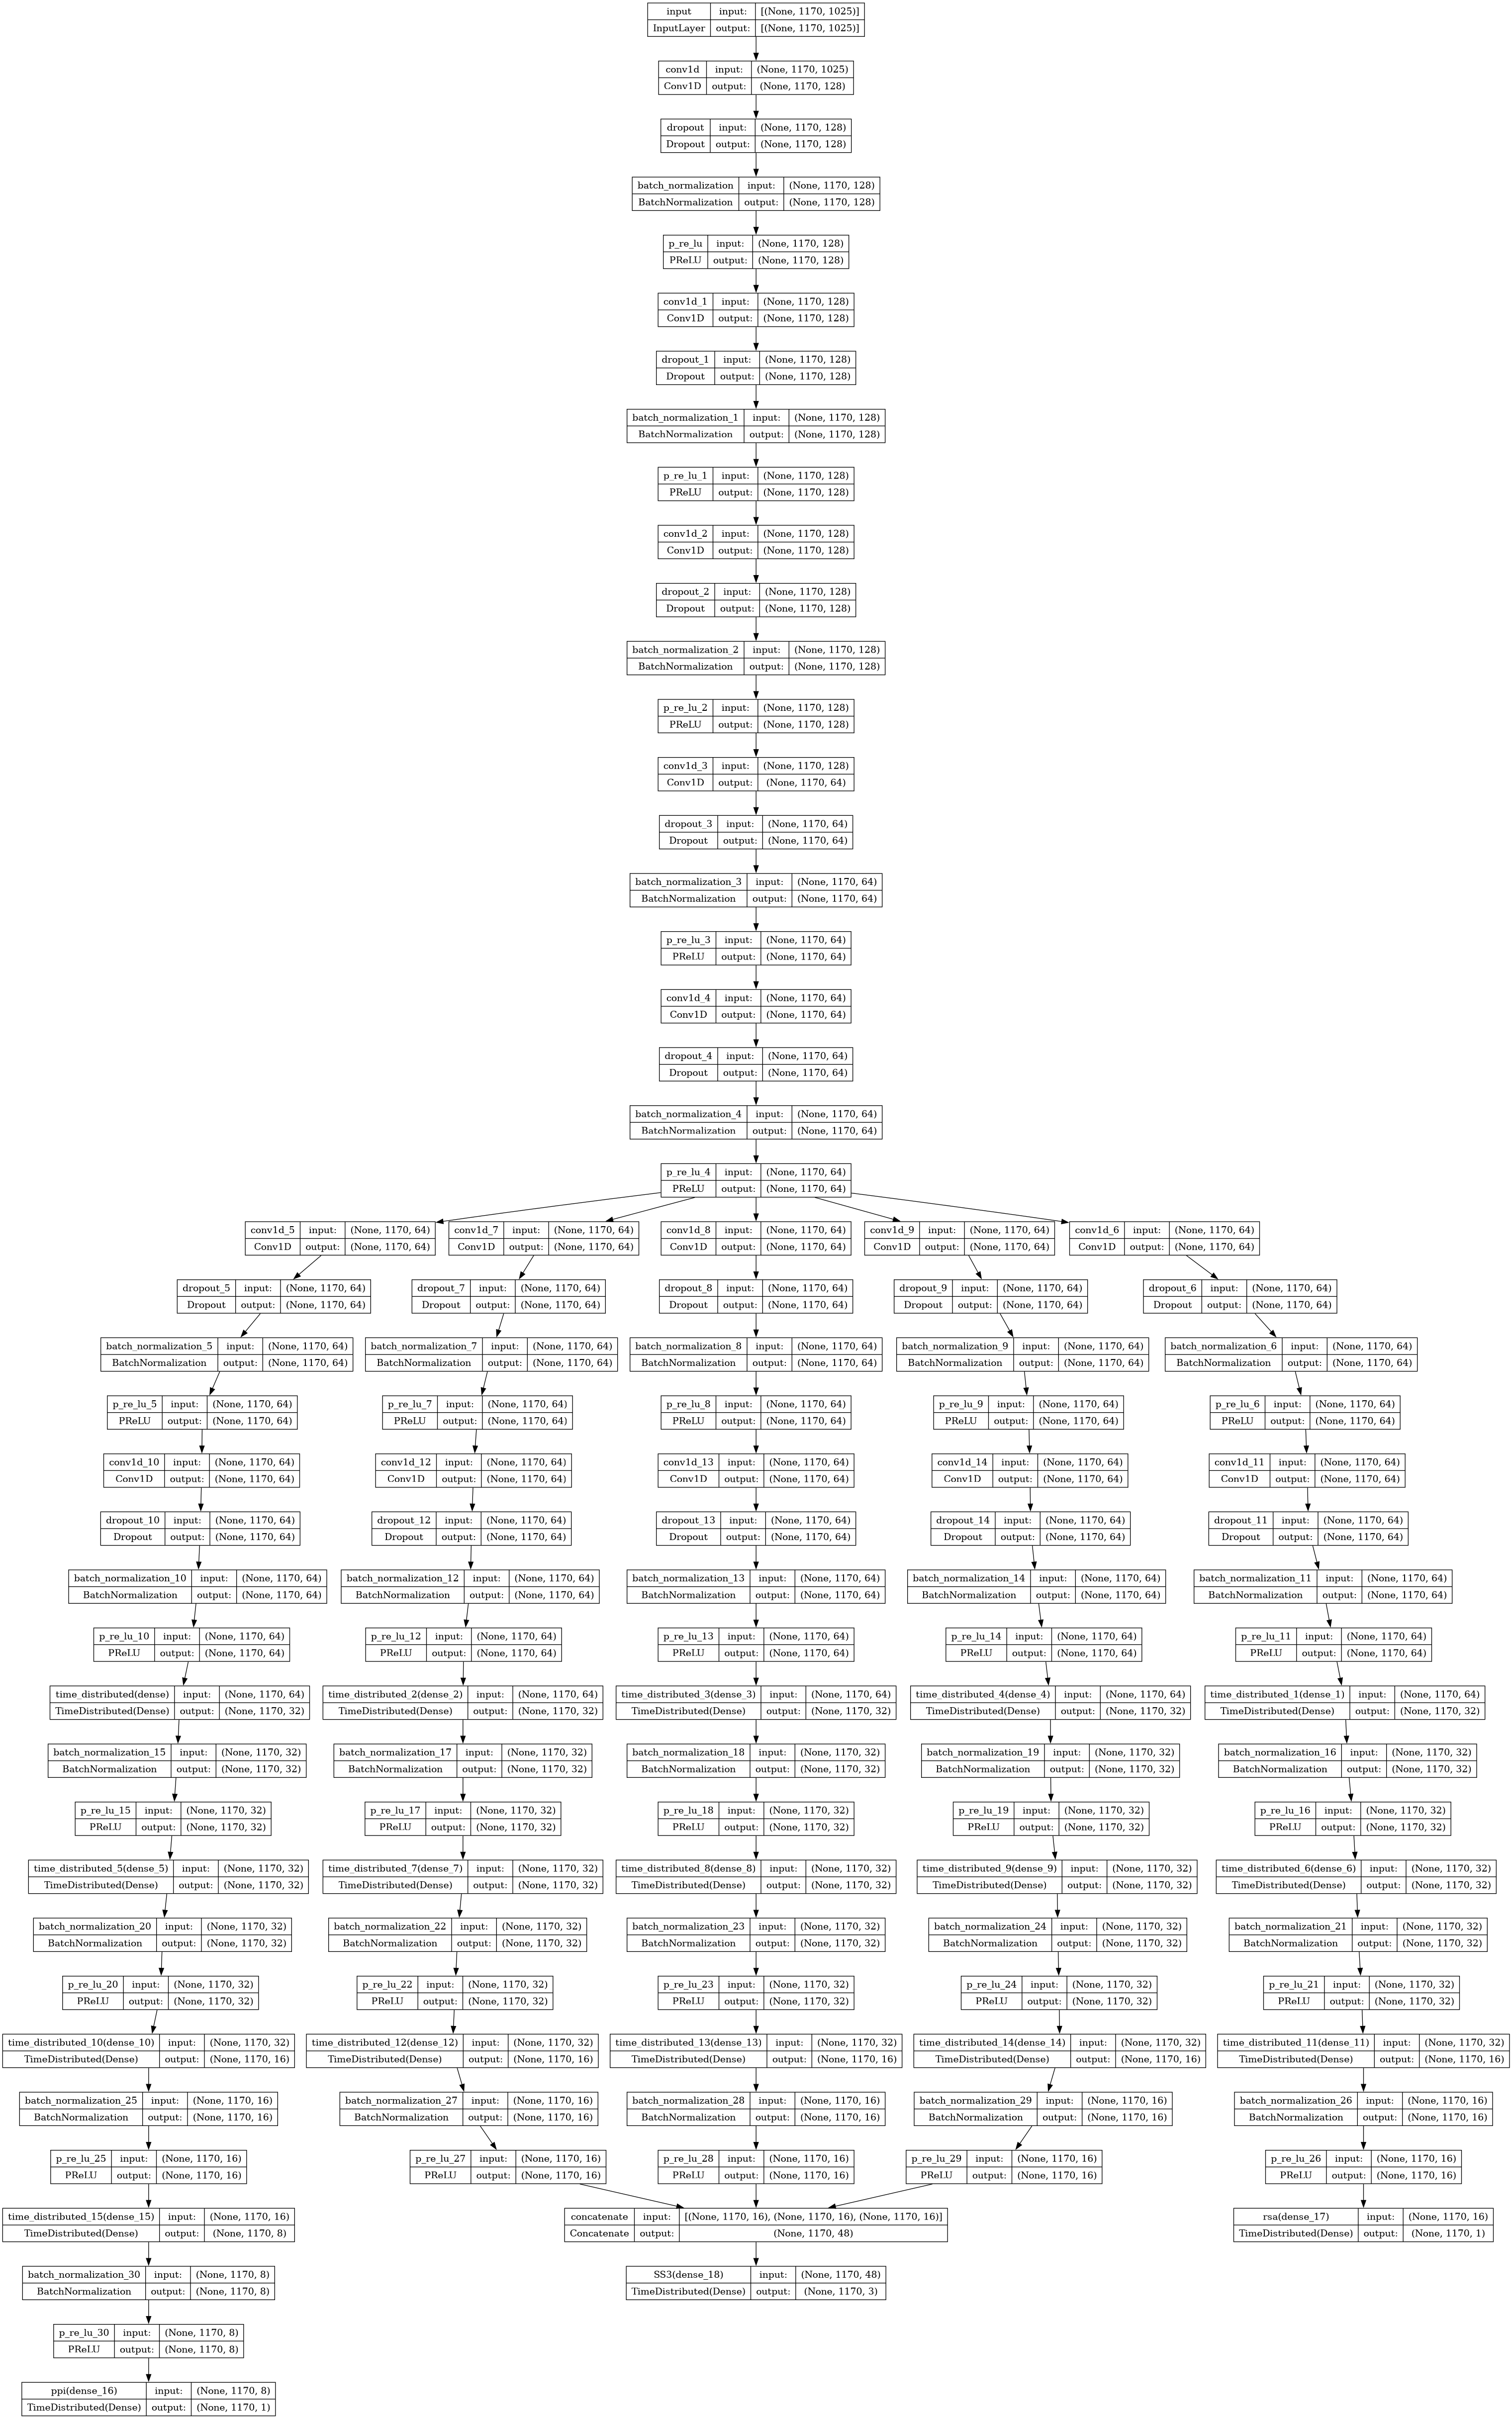 input input: [(None, 1170, 1025)]
InputLayer output: [(None, 1170, 1025)]
conv1d input: (None, 1170, 1025)
Conv1D output: (None, 1170, 128)
dropout input: (None, 1170, 128)
Dropout output: (None, 1170, 128)
batch_normalization input: (None, 1170, 128)
BatchNormalization output: (None, 1170, 128)
p_re_lu input: (None, 1170, 128)
PReLU output: (None, 1170, 128)
conv1d_1 input: (None, 1170, 128)
Conv1D output: (None, 1170, 128)
dropout_1 input: (None, 1170, 128)
Dropout output: (None, 1170, 128)
batch_normalization_1 input: (None, 1170, 128)
BatchNormalization output: (None, 1170, 128)
p_re_lu_1 input: (None, 1170, 128)
PReLU output: (None, 1170, 128)
conv1d_2 input: (None, 1170, 128)
Conv1D output: (None, 1170, 128)
dropout_2 input: (None, 1170, 128)
Dropout output: (None, 1170, 128)
batch_normalization_2 input: (None, 1170, 128)
BatchNormalization output: (None, 1170, 128)
p_re_lu_2 input: (None, 1170, 128)
PReLU output: (None, 1170, 128)
conv1d_3 input: (None, 1170, 128)
Conv1D output: (None, 1170, 64)
dropout_3 input: (None, 1170, 64)
Dropout output: (None, 1170, 64)
batch_normalization_3 input: (None, 1170, 64)
BatchNormalization output: (None, 1170, 64)
p_re_lu_3 input: (None, 1170, 64)
PReLU output: (None, 1170, 64)
conv1d_4 input: (None, 1170, 64)
Conv1D output: (None, 1170, 64)
dropout_4 input: (None, 1170, 64)
Dropout output: (None, 1170, 64)
batch_normalization_4 input: (None, 1170, 64)
BatchNormalization output: (None, 1170, 64)
p_re_lu_4 input: (None, 1170, 64)
PReLU output: (None, 1170, 64)
conv1d_5 input: (None, 1170, 64) conv1d_7 input: (None, 1170, 64) conv1d_8 input: (None, 1170, 64) conv1d_9 input: (None, 1170, 64) conv1d_6 input: (None, 1170, 64)
Conv1D output: (None, 1170, 64) Conv1D output: (None, 1170, 64) Conv1D output: (None, 1170, 64) Conv1D output: (None, 1170, 64) Conv1D output: (None, 1170, 64)
dropout_5 input: (None, 1170, 64) dropout_7 input: (None, 1170, 64) dropout_8 input: (None, 1170, 64) dropout_9 input: (None, 1170, 64) dropout_6 input: (None, 1170, 64)
Dropout output: (None, 1170, 64) Dropout output: (None, 1170, 64) Dropout output: (None, 1170, 64) Dropout output: (None, 1170, 64) Dropout output: (None, 1170, 64)
batch_normalization_5 input: (None, 1170, 64) batch_normalization_7 input: (None, 1170, 64) batch_normalization_8 input: (None, 1170, 64) batch_normalization_9 input: (None, 1170, 64) batch_normalization_6 input: (None, 1170, 64)
BatchNormalization output: (None, 1170, 64) BatchNormalization output: (None, 1170, 64) BatchNormalization output: (None, 1170, 64) BatchNormalization output: (None, 1170, 64) BatchNormalization output: (None, 1170, 64)
p_re_lu_5 input: (None, 1170, 64) p_re_lu_7 input: (None, 1170, 64) p_re_lu_8 input: (None, 1170, 64) p_re_lu_9 input: (None, 1170, 64) p_re_lu_6 input: (None, 1170, 64)
PReLU output: (None, 1170, 64) PReLU output: (None, 1170, 64) PReLU output: (None, 1170, 64) PReLU output: (None, 1170, 64) PReLU output: (None, 1170, 64)
conv1d_10 input: (None, 1170, 64) conv1d_12 input: (None, 1170, 64) conv1d_13 input: (None, 1170, 64) conv1d_14 input: (None, 1170, 64) conv1d_11 input: (None, 1170, 64)
Conv1D output: (None, 1170, 64) Conv1D output: (None, 1170, 64) Conv1D output: (None, 1170, 64) Conv1D output: (None, 1170, 64) Conv1D output: (None, 1170, 64)
dropout_10 input: (None, 1170, 64) dropout_12 input: (None, 1170, 64) dropout_13 input: (None, 1170, 64) dropout_14 input: (None, 1170, 64) dropout_11 input: (None, 1170, 64)
Dropout output: (None, 1170, 64) Dropout output: (None, 1170, 64) Dropout output: (None, 1170, 64) Dropout output: (None, 1170, 64) Dropout output: (None, 1170, 64)
batch_normalization_10 input: (None, 1170, 64) batch_normalization_12 input: (None, 1170, 64) batch_normalization_13 input: (None, 1170, 64) batch_normalization_14 input: (None, 1170, 64) batch_normalization_11 input: (None, 1170, 64)
BatchNormalization output: (None, 1170, 64) BatchNormalization output: (None, 1170, 64) BatchNormalization output: (None, 1170, 64) BatchNormalization output: (None, 1170, 64) BatchNormalization output: (None, 1170, 64)
p_re_lu_10 input: (None, 1170, 64) p_re_lu_12 input: (None, 1170, 64) p_re_lu_13 input: (None, 1170, 64) p_re_lu_14 input: (None, 1170, 64) p_re_lu_11 input: (None, 1170, 64)
PReLU output: (None, 1170, 64) PReLU output: (None, 1170, 64) PReLU output: (None, 1170, 64) PReLU output: (None, 1170, 64) PReLU output: (None, 1170, 64)
time_distributed(dense) input: (None, 1170, 64) time_distributed_2(dense_2) input: (None, 1170, 64) time_distributed_3(dense_3) input: (None, 1170, 64) time_distributed_4(dense_4) input: (None, 1170, 64) time_distributed_1(dense_1) input: (None, 1170, 64)
TimeDistributed(Dense) output: (None, 1170, 32) TimeDistributed(Dense) output: (None, 1170, 32) TimeDistributed(Dense) output: (None, 1170, 32) TimeDistributed(Dense) output: (None, 1170, 32) TimeDistributed(Dense) output: (None, 1170, 32)
batch_normalization_15 input: (None, 1170, 32) batch_normalization_17 input: (None, 1170, 32) batch_normalization_18 input: (None, 1170, 32) batch_normalization_19 input: (None, 1170, 32) batch_normalization_16 input: (None, 1170, 32)
BatchNormalization output: (None, 1170, 32) BatchNormalization output: (None, 1170, 32) BatchNormalization output: (None, 1170, 32) BatchNormalization output: (None, 1170, 32) BatchNormalization output: (None, 1170, 32)
p_re_lu_15 input: (None, 1170, 32) p_re_lu_17 input: (None, 1170, 32) p_re_lu_18 input: (None, 1170, 32) p_re_lu_19 input: (None, 1170, 32) p_re_lu_16 input: (None, 1170, 32)
PReLU output: (None, 1170, 32) PReLU output: (None, 1170, 32) PReLU output: (None, 1170, 32) PReLU output: (None, 1170, 32) PReLU output: (None, 1170, 32)
time_distributed_5(dense_5) input: (None, 1170, 32) time_distributed_7(dense_7) input: (None, 1170, 32) time_distributed_8(dense_8) input: (None, 1170, 32) time_distributed_9(dense_9) input: (None, 1170, 32) time_distributed_6(dense_6) input: (None, 1170, 32)
TimeDistributed(Dense) output: (None, 1170, 32) TimeDistributed(Dense) output: (None, 1170, 32) TimeDistributed(Dense) output: (None, 1170, 32) TimeDistributed(Dense) output: (None, 1170, 32) TimeDistributed(Dense) output: (None, 1170, 32)
batch_normalization_20 input: (None, 1170, 32) batch_normalization_22 input: (None, 1170, 32) batch_normalization_23 input: (None, 1170, 32) batch_normalization_24 input: (None, 1170, 32) batch_normalization_21 input: (None, 1170, 32)
BatchNormalization output: (None, 1170, 32) BatchNormalization output: (None, 1170, 32) BatchNormalization output: (None, 1170, 32) BatchNormalization output: (None, 1170, 32) BatchNormalization output: (None, 1170, 32)
p_re_lu_20 input: (None, 1170, 32) p_re_lu_22 input: (None, 1170, 32) p_re_lu_23 input: (None, 1170, 32) p_re_lu_24 input: (None, 1170, 32) p_re_lu_21 input: (None, 1170, 32)
PReLU output: (None, 1170, 32) PReLU output: (None, 1170, 32) PReLU output: (None, 1170, 32) PReLU output: (None, 1170, 32) PReLU output: (None, 1170, 32)
time_distributed_10(dense_10) input: (None, 1170, 32) time_distributed_12(dense_12) input: (None, 1170, 32) time_distributed_13(dense_13) input: (None, 1170, 32) time_distributed_14(dense_14) input: (None, 1170, 32) time_distributed_11(dense_11) input: (None, 1170, 32)
TimeDistributed(Dense) output: (None, 1170, 16) TimeDistributed(Dense) output: (None, 1170, 16) TimeDistributed(Dense) output: (None, 1170, 16) TimeDistributed(Dense) output: (None, 1170, 16) TimeDistributed(Dense) output: (None, 1170, 16)
batch_normalization_25 input: (None, 1170, 16) batch_normalization_27 input: (None, 1170, 16) batch_normalization_28 input: (None, 1170, 16) batch_normalization_29 input: (None, 1170, 16) batch_normalization_26 input: (None, 1170, 16)
BatchNormalization output: (None, 1170, 16) BatchNormalization output: (None, 1170, 16) BatchNormalization output: (None, 1170, 16) BatchNormalization output: (None, 1170, 16) BatchNormalization output: (None, 1170, 16)
p_re_lu_25 input: (None, 1170, 16) p_re_lu_27 input: (None, 1170, 16) p_re_lu_28 input: (None, 1170, 16) p_re_lu_29 input: (None, 1170, 16) p_re_lu_26 input: (None, 1170, 16)
PReLU output: (None, 1170, 16) PReLU output: (None, 1170, 16) PReLU output: (None, 1170, 16) PReLU output: (None, 1170, 16) PReLU output: (None, 1170, 16)
time_distributed_15(dense_15) input: (None, 1170, 16) concatenate input: [(None, 1170, 16), (None, 1170, 16), (None, 1170, 16)] rsa(dense_17) input: (None, 1170, 16)
TimeDistributed(Dense) output: (None, 1170, 8) Concatenate output: (None, 1170, 48) TimeDistributed(Dense) output: (None, 1170, 1)
batch_normalization_30 input: (None, 1170, 8) SS3(dense_18) input: (None, 1170, 48)
BatchNormalization output: (None, 1170, 8) TimeDistributed(Dense) output: (None, 1170, 3)
p_re_lu_30 input: (None, 1170, 8)
PReLU output: (None, 1170, 8)
ppi(dense_16) input: (None, 1170, 8)
TimeDistributed(Dense) output: (None, 1170, 1)